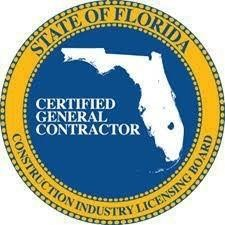 STATE OF FLORIDA
CERTIFIED
GENERAL
CONTRACTOR
CONSTRUCTION INDUSTRY LICENSING BOARD